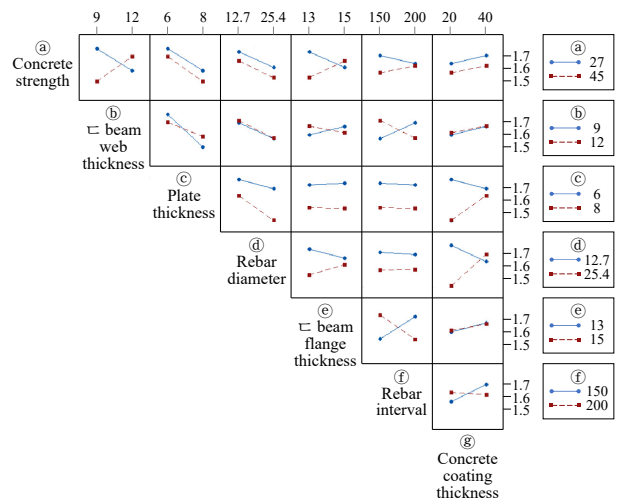 9 12 6 8 12.7 25.4 13 15 150 200 20 40
ⓐ
Concrete
strength
1.7
1.6
1.5
ⓐ
27
45
ⓑ
ㄷ beam
web
thickness
1.7
1.6
1.5
ⓑ
9
12
ⓒ
Plate
thickness
1.7
1.6
1.5
ⓒ
6
8
ⓓ
Rebar
diameter
1.7
1.6
1.5
ⓓ
12.7
25.4
ⓔ
ㄷ beam
flange
thickness
1.7
1.6
1.5
ⓔ
13
15
ⓕ
Rebar
interval
1.7
1.6
1.5
ⓕ
150
200
ⓖ
Concrete
coating
thickness